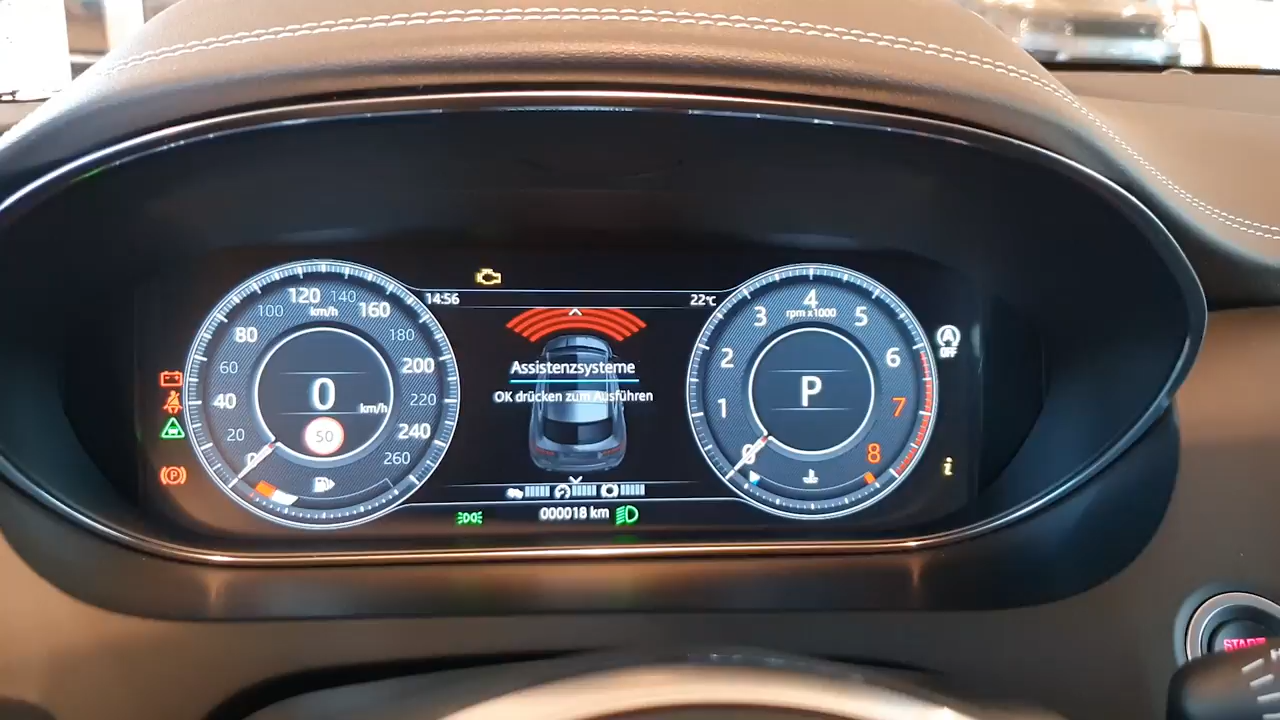 14:56
22°C
0
20
40
60
80
100
120
140
160
180
200
220
240
260
km/h
0
km/h
50
Assistenzsysteme
OK drücken zum Ausführen
000018 km
0
1
2
3
4
5
6
7
8
rpm x1000
P
A
OFF
P
i
START